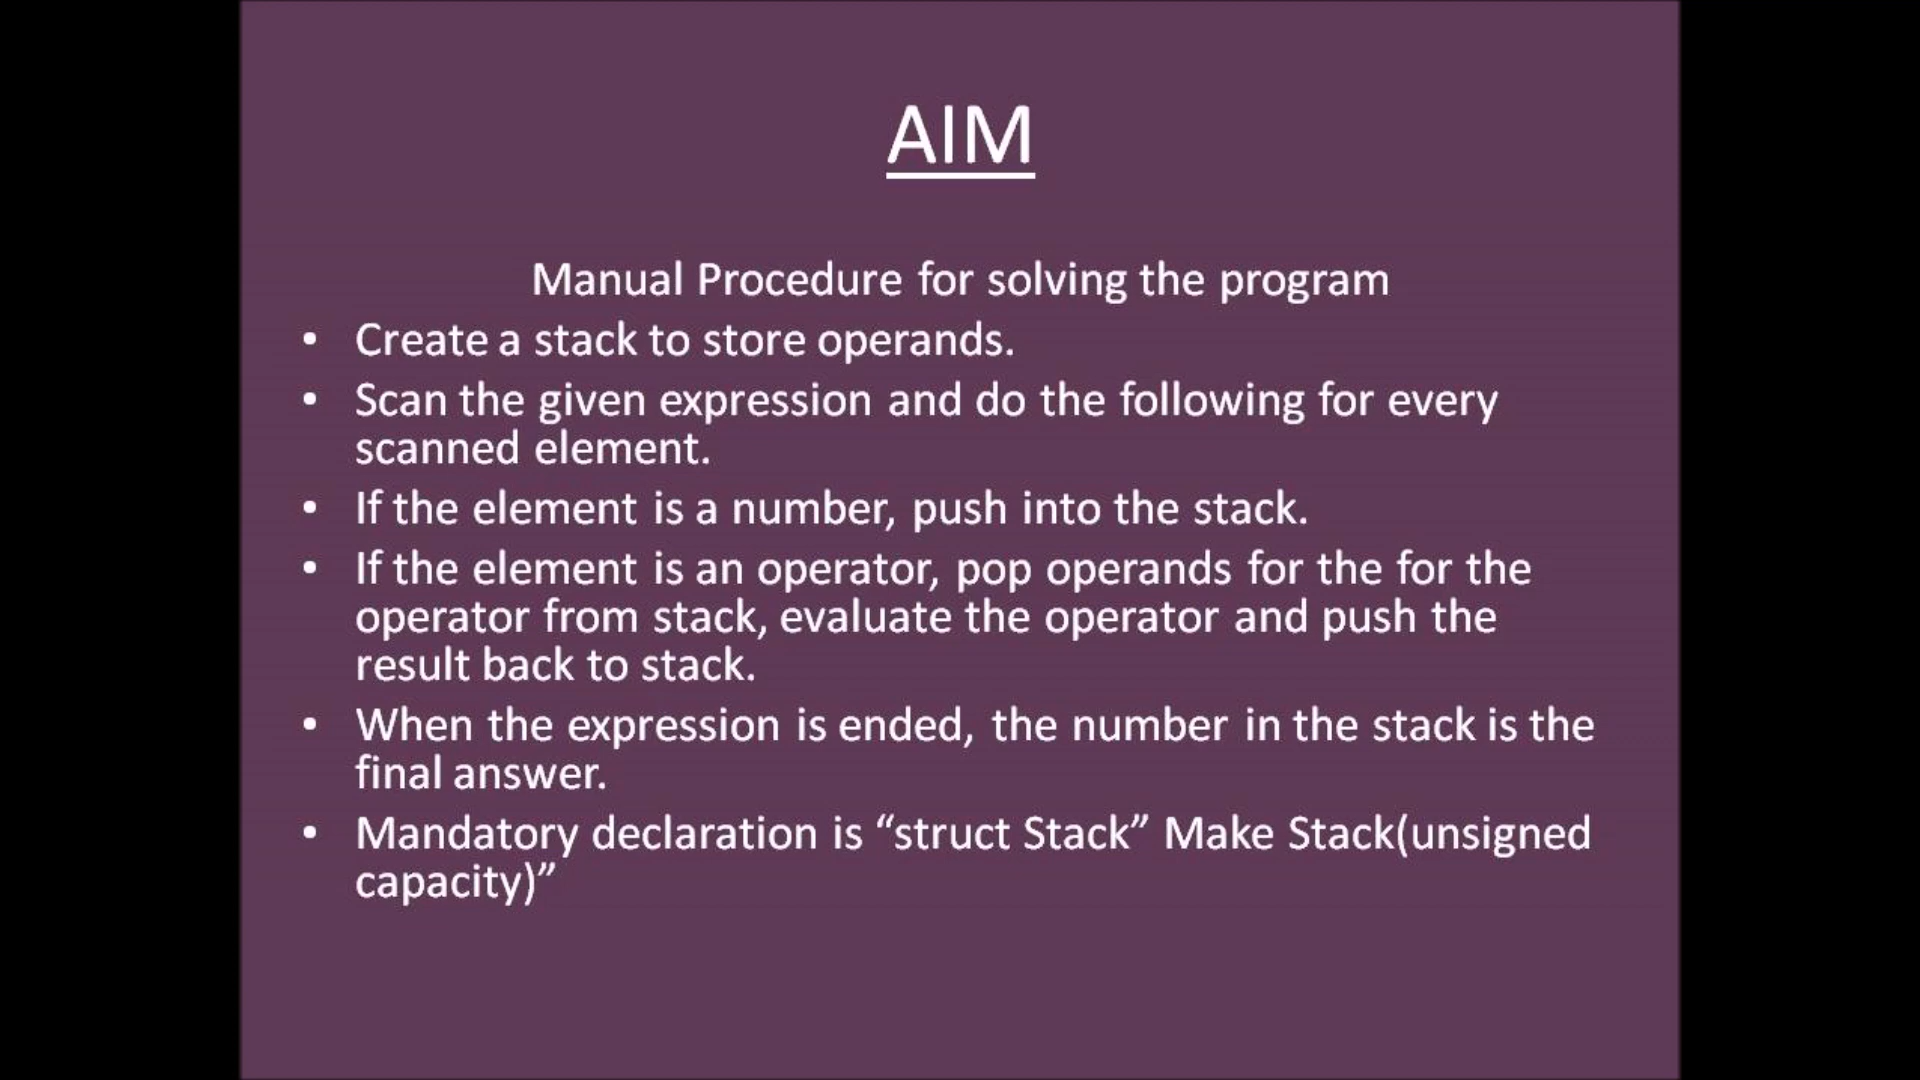 AIM
Manual Procedure for solving the program
• Create a stack to store operands.
• Scan the given expression and do the following for every
scanned element.
• If the element is a number, push into the stack.
• If the element is an operator, pop operands for the for the
operator from stack, evaluate the operator and push the
result back to stack.
• When the expression is ended, the number in the stack is the
final answer.
• Mandatory declaration is “struct Stack” Make Stack(unsigned
capacity)”